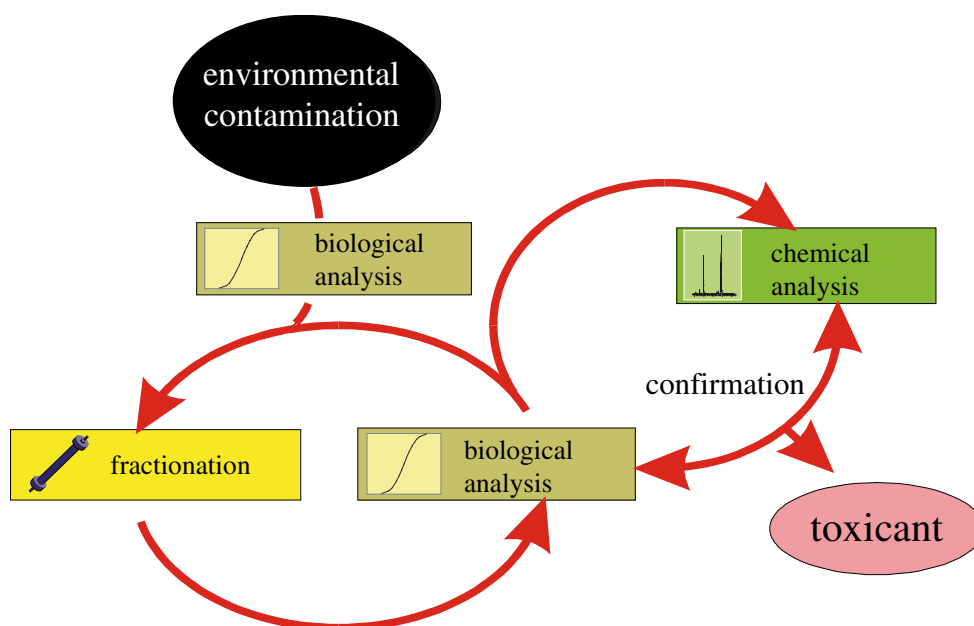 environmental
contamination
biological
analysis
chemical
analysis
confirmation
fractionation
biological
analysis
toxicant